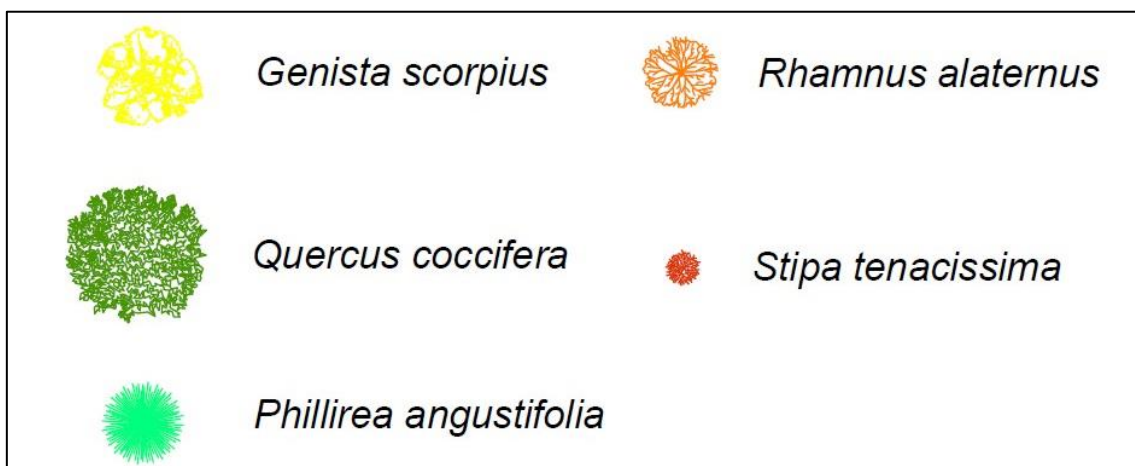 Genista scorpius
Rhamnus alaternus
Quercus coccifera
Stipa tenacissima
Phillirea angustifolia